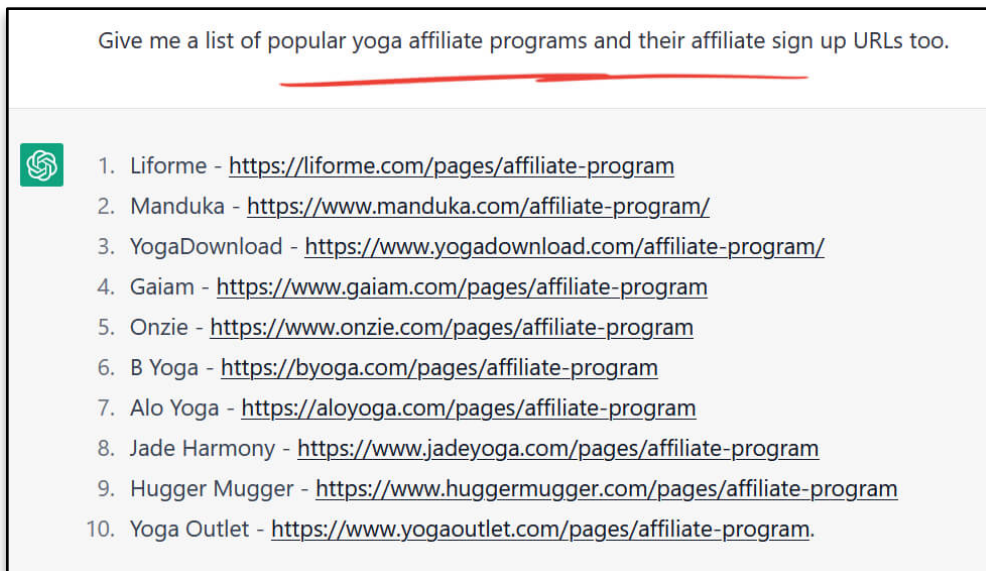 Give me a list of popular yoga affiliate programs and their affiliate sign up URLs too.
1. Liforme - https://liforme.com/pages/affiliate-program
2. Manduka - https://www.manduka.com/affiliate-program/
3. YogaDownload - https://www.yogadownload.com/affiliate-program/
4. Gaiam - https://www.gaiam.com/pages/affiliate-program
5. Onzie - https://www.onzie.com/pages/affiliate-program
6. B Yoga - https://byoga.com/pages/affiliate-program
7. Alo Yoga - https://aloyoga.com/pages/affiliate-program
8. Jade Harmony - https://www.jadeyoga.com/pages/affiliate-program
9. Hugger Mugger - https://www.huggermugger.com/pages/affiliate-program
10. Yoga Outlet - https://www.yogaoutlet.com/pages/affiliate-program.